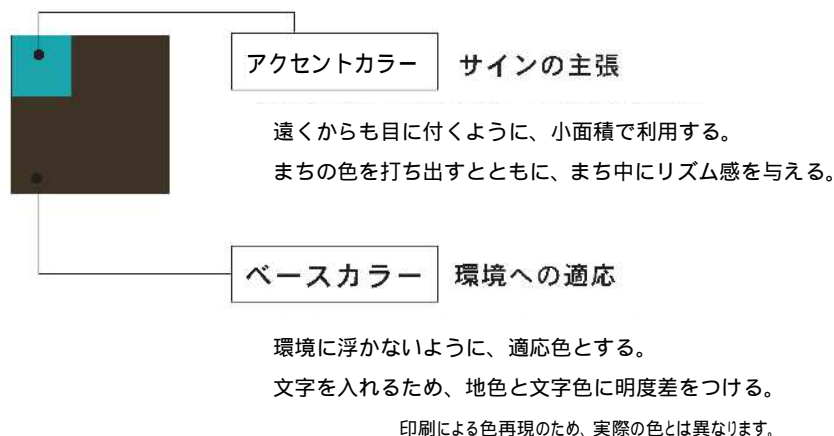 アクセントカラー サインの主張
遠くからも目に付くように、小面積で利用する。
まちの色を打ち出すとともに、まち中にリズム感を与える。
ベースカラー 環境への適応
環境に浮かないように、適応色とする。
文字を入れるため、地色と文字色に明度差をつける。
印刷による色再現のため、実際の色とは異なります。